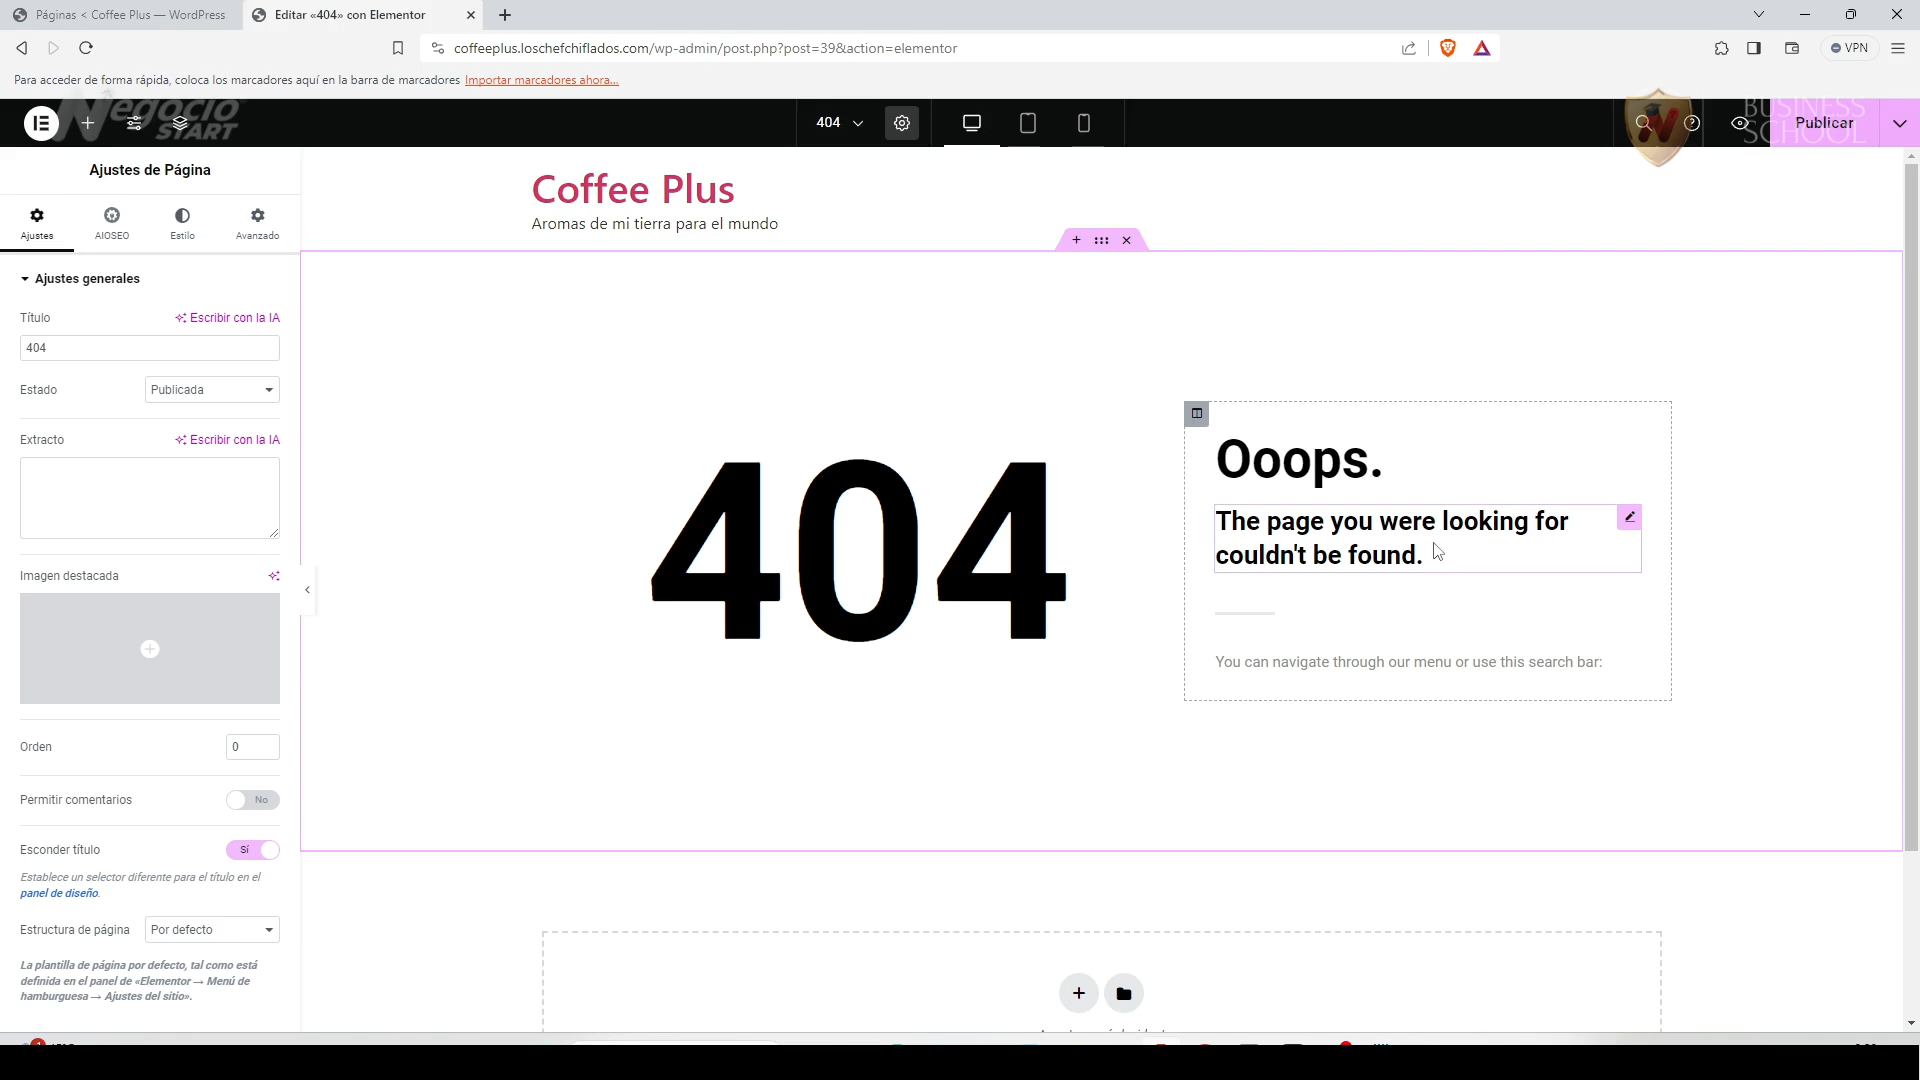 Páginas < Coffee Plus — WordPress
Editar «404» con Elementor
coffeeplus.loschefchiflados.com/wp-admin/post.php?post=39&action=elementor
VPN
Para acceder de forma rápida, coloca los marcadores aquí en la barra de marcadores Importar marcadores ahora...
Negocio
START
404
BUSINESS
SCHOOL
Publicar
Ajustes de Página
Ajustes
AIOSEO
Estilo
Avanzado
Ajustes generales
Título
Escribir con la IA
404
Estado
Publicada
Extracto
Escribir con la IA
Imagen destacada
Orden
0
Permitir comentarios
No
Esconder título
Sí
Establece un selector diferente para el título en el
panel de diseño.
Estructura de página
Por defecto
La plantilla de página por defecto, tal como está
definida en el panel de «Elementor → Menú de
hamburguesa → Ajustes del sitio».
Coffee Plus
Aromas de mi tierra para el mundo
404
Ooops.
The page you were looking for
couldn't be found.
You can navigate through our menu or use this search bar: